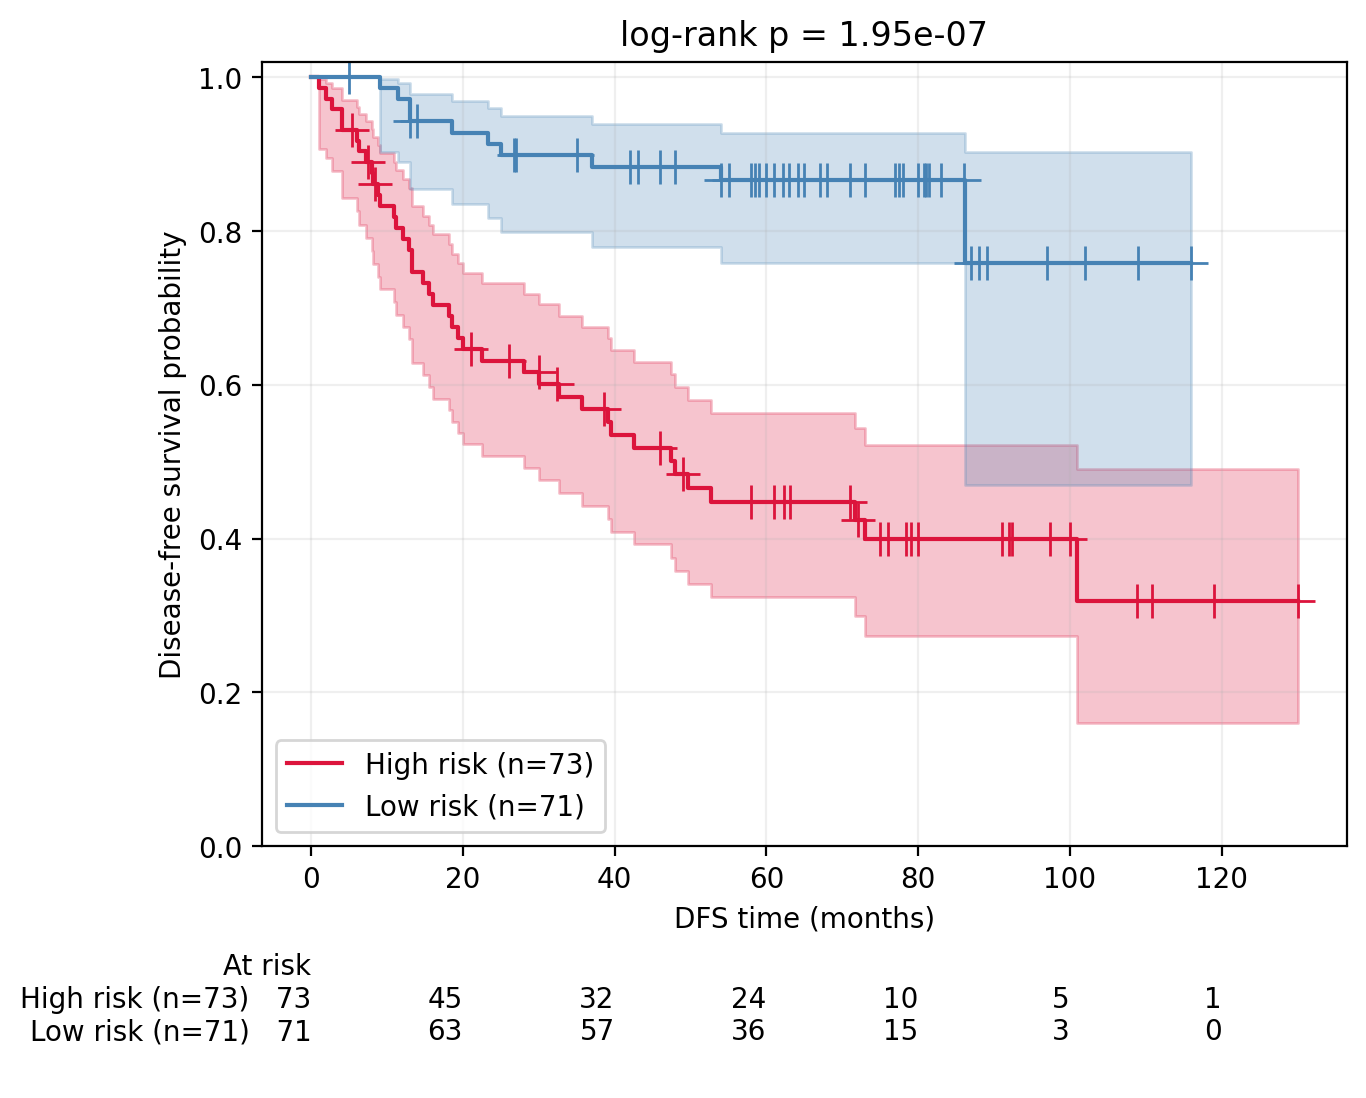 log-rank p = 1.95e-07
Disease-free survival probability
1.0
0.8
0.6
0.4
0.2
0.0
High risk (n=73)
Low risk (n=71)
0 20 40 60 80 100 120
DFS time (months)
At risk
High risk (n=73) 73 45 32 24 10 5 1
Low risk (n=71) 71 63 57 36 15 3 0